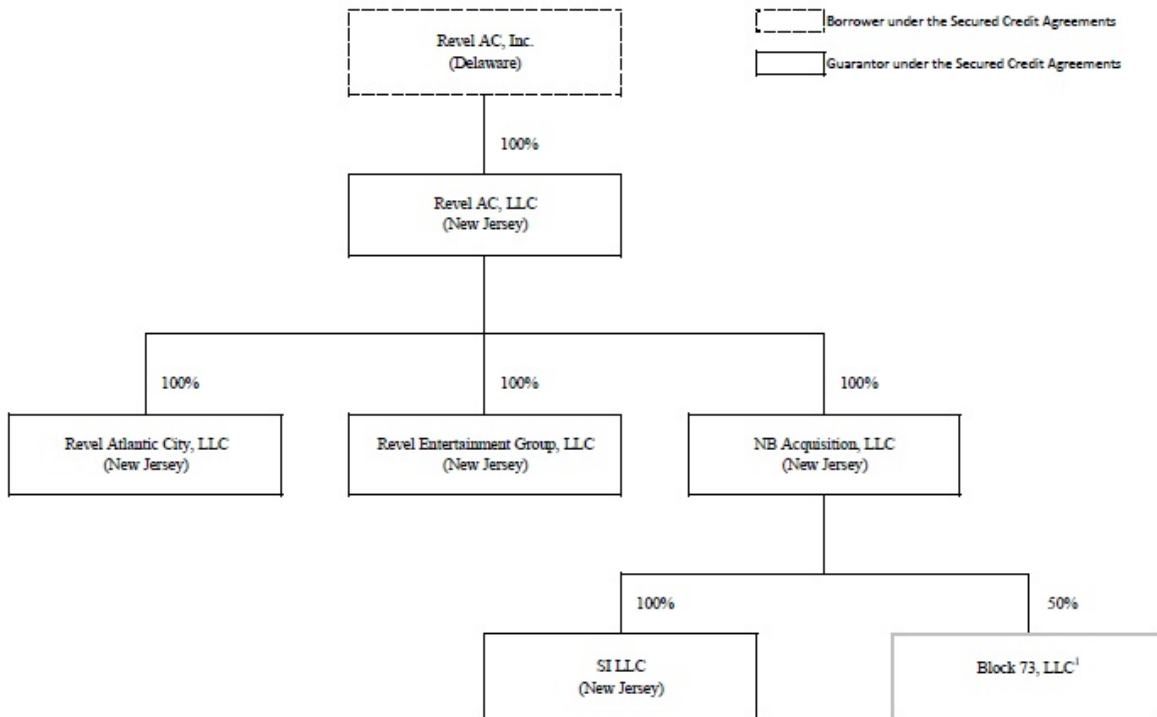 Revel AC, Inc.
(Delaware)
Borrower under the Secured Credit Agreements
Guarantor under the Secured Credit Agreements
100%
Revel AC, LLC
(New Jersey)
100%
100%
100%
Revel Atlantic City, LLC
(New Jersey)
Revel Entertainment Group, LLC
(New Jersey)
NB Acquisition, LLC
(New Jersey)
100%
50%
SI LLC
(New Jersey)
Block 73, LLC¹